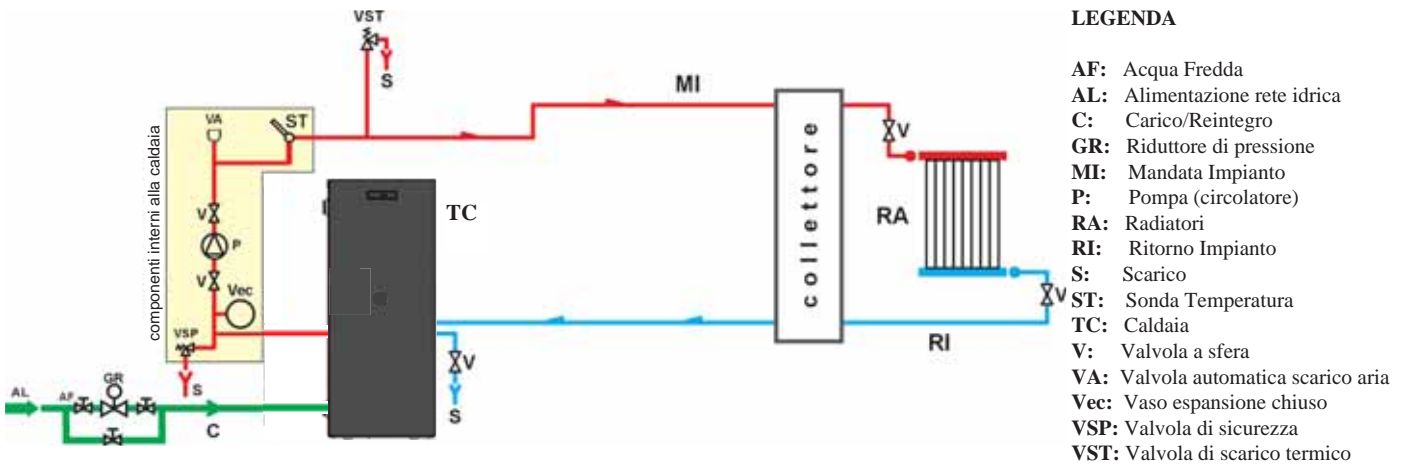 VST
S
MI
VA
ST
V
P
V
Vec
VSP
S
componenti interni alla caldaia
TC
collettore
V
RA
V
RI
V
S
AL
AF
GR
C
LEGENDA
AF: Acqua Fredda
AL: Alimentazione rete idrica
C: Carico/Reintegro
GR: Riduttore di pressione
MI: Mandata Impianto
P: Pompa (circolatore)
RA: Radiatori
RI: Ritorno Impianto
S: Scarico
ST: Sonda Temperatura
TC: Caldaia
V: Valvola a sfera
VA: Valvola automatica scarico aria
Vec: Vaso espansione chiuso
VSP: Valvola di sicurezza
VST: Valvola di scarico termico